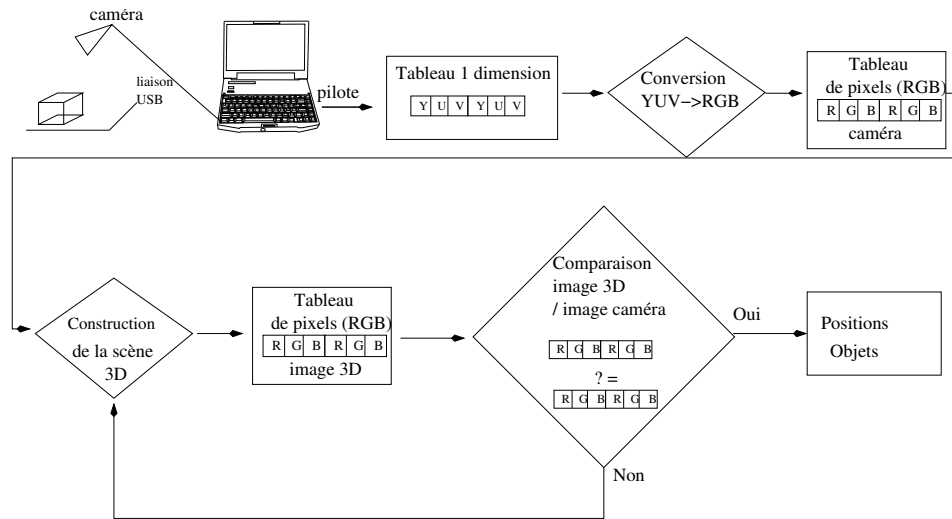 caméra
liaison
USB
pilote
Tableau 1 dimension
Y U V Y U V
Conversion
YUV->RGB
Tableau
de pixels (RGB)
R G B R G B
caméra
Construction
de la scène
3D
Tableau
de pixels (RGB)
R G B R G B
image 3D
Comparaison
image 3D
/ image caméra
R G B R G B
? =
R G B R G B
Oui
Non
Positions
Objets